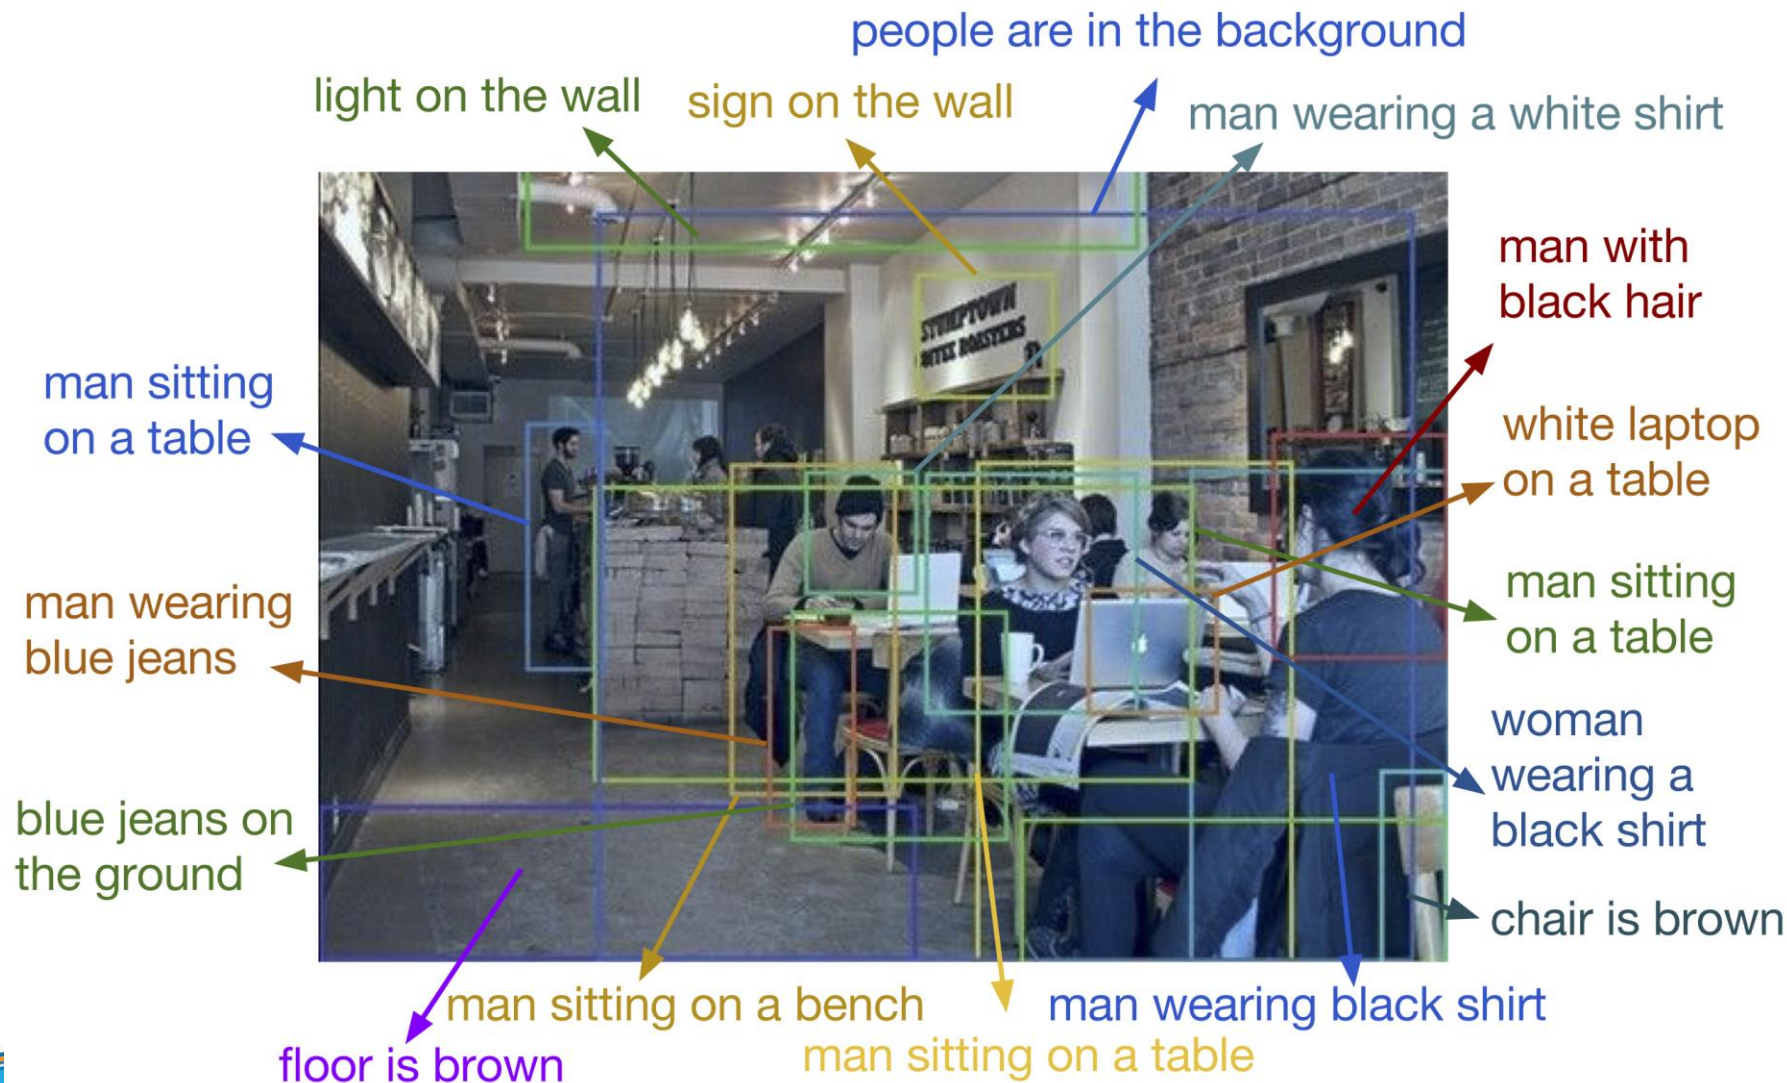 people are in the background
light on the wall
sign on the wall
man wearing a white shirt
man with
black hair
STUMPTOWN
COFFEE ROASTERS
man sitting
on a table
white laptop
on a table
man wearing
blue jeans
man sitting
on a table
woman
wearing a
black shirt
blue jeans on
the ground
chair is brown
man sitting on a bench
man wearing black shirt
man sitting on a table
floor is brown